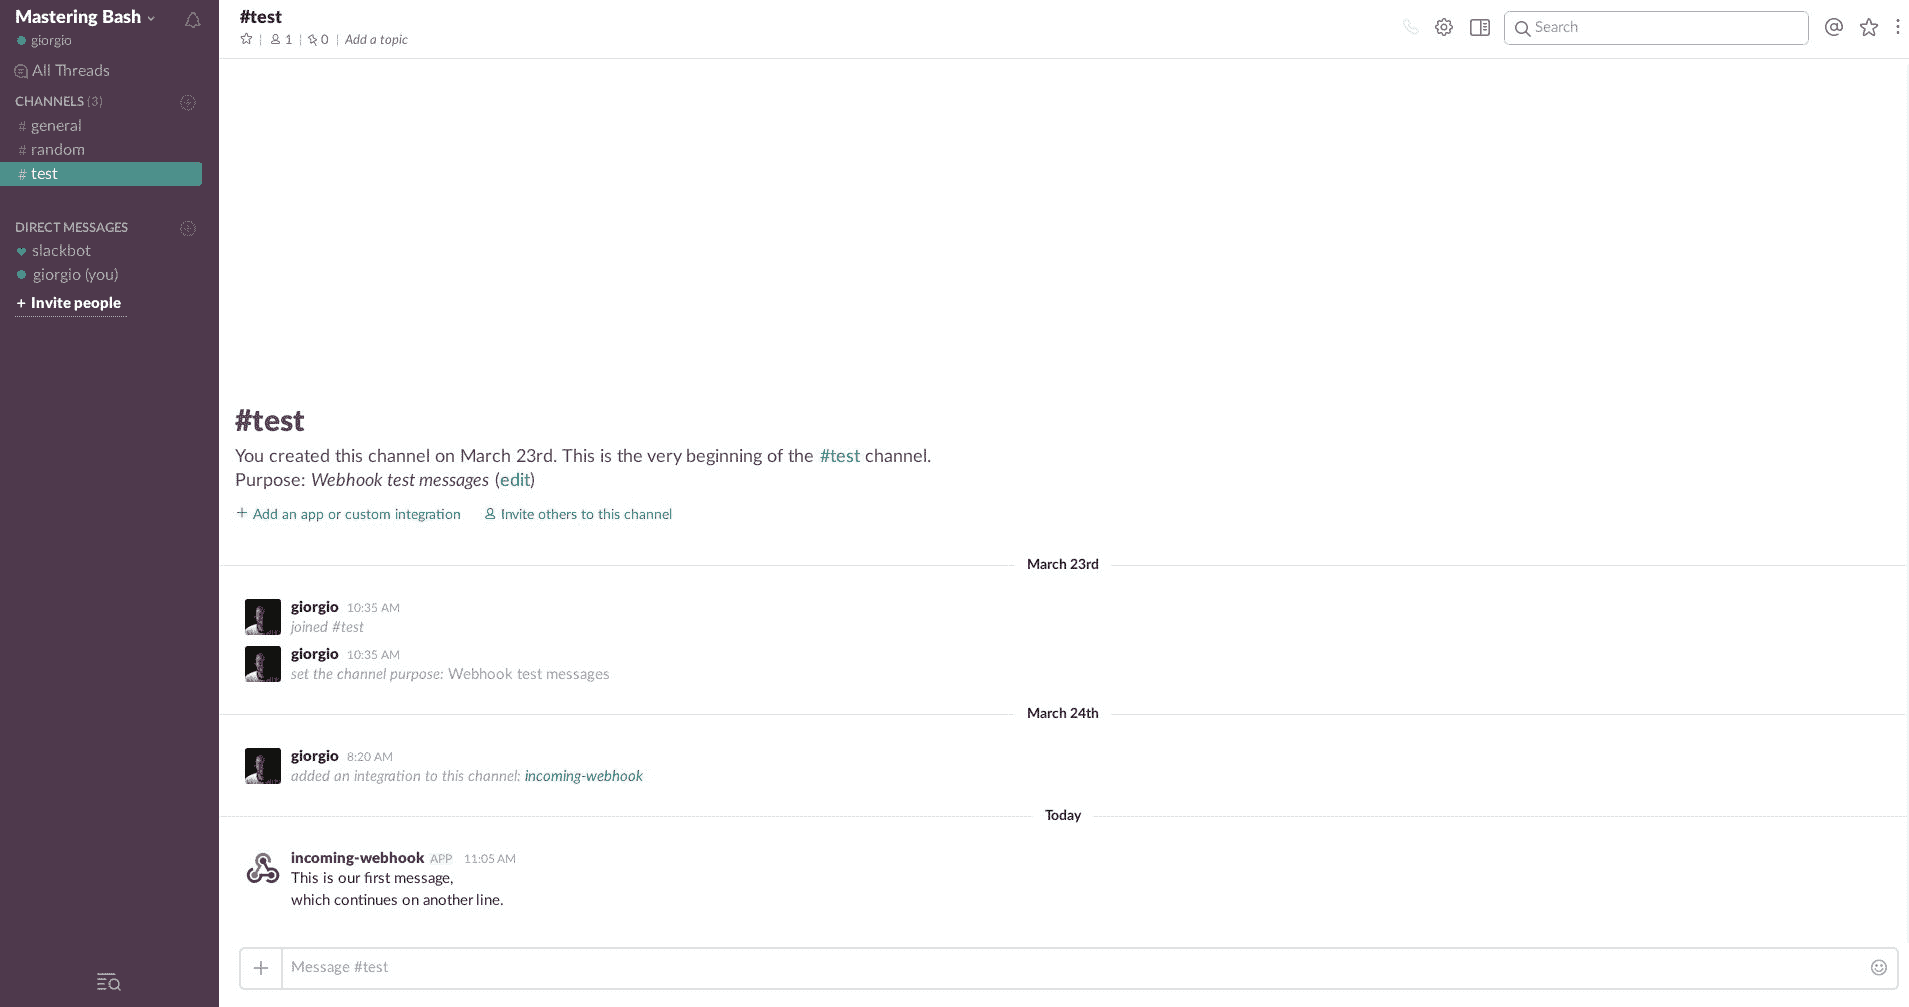 Mastering Bash
giorgio
All Threads
CHANNELS (3)
# general
# random
# test
DIRECT MESSAGES
slackbot
giorgio (you)
+ Invite people
#test
1 | 0 | Add a topic
Search
#test
You created this channel on March 23rd. This is the very beginning of the #test channel.
Purpose: Webhook test messages (edit)
+ Add an app or custom integration Invite others to this channel
March 23rd
giorgio 10:35 AM
joined #test
giorgio 10:35 AM
set the channel purpose: Webhook test messages
March 24th
giorgio 8:20 AM
added an integration to this channel: incoming-webhook
Today
incoming-webhook APP 11:05 AM
This is our first message,
which continues on another line.
+ Message #test